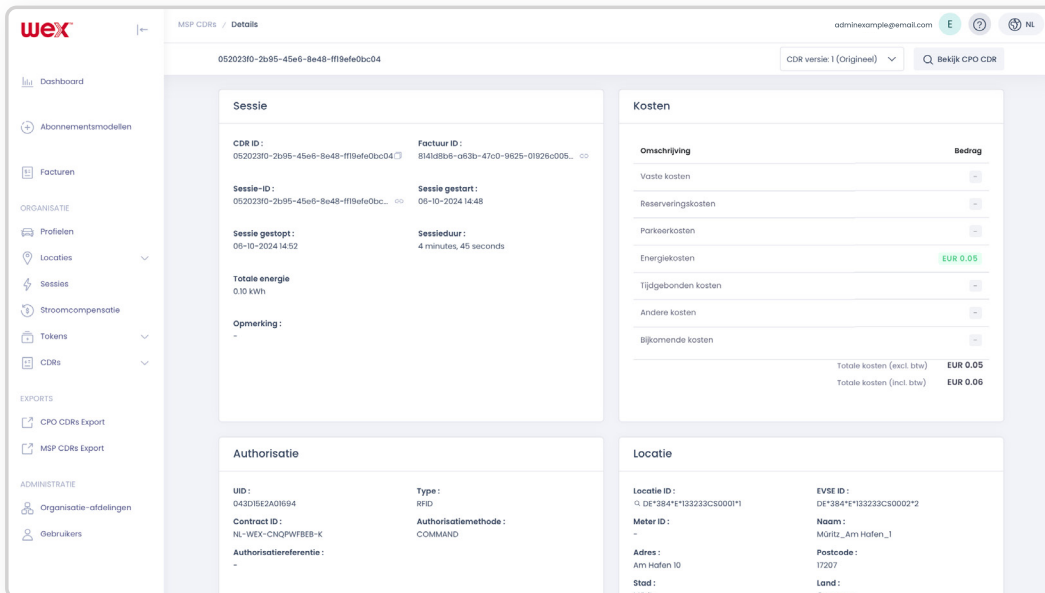 wex
MSP CDRs / Details
adminexample@email.com
E
NL
052023f0-2b95-45e6-8e48-ff19efe0bc04
CDR versie: 1 (Origineel)
Bekijk CPO CDR
Dashboard
Abonnementsmodellen
Facturen
ORGANISATIE
Profielen
Locaties
Sessies
Stroomcompensatie
Tokens
CDRs
EXPORTS
CPO CDRs Export
MSP CDRs Export
ADMINISTRATIE
Organisatie-afdelingen
Gebruikers
Sessie
CDR ID :
052023f0-2b95-45e6-8e48-ff19efe0bc04
Factuur ID :
8141d8b6-a63b-47c0-9625-01926c005...
Sessie-ID :
052023f0-2b95-45e6-8e48-ff19efe0bc...
Sessie gestart :
06-10-2024 14:48
Sessie gestopt :
06-10-2024 14:52
Sessieduur :
4 minutes, 45 seconds
Totale energie
0.10 kWh
Opmerking :
-
Kosten
Omschrijving Bedrag
Vaste kosten -
Reserveringskosten -
Parkeerkosten -
Energiekosten EUR 0.05
Tijdgebonden kosten -
Andere kosten -
Bijkomende kosten -
Totale kosten (excl. btw) EUR 0.05
Totale kosten (incl. btw) EUR 0.06
Authorisatie
UID :
043D15E2A01694
Type :
RFID
Contract ID :
NL-WEX-CNQPWFBEB-K
Authorisatiemethode :
COMMAND
Authorisatiereferentie :
-
Locatie
Locatie ID :
DE*384*E*133233CS0001*1
EVSE ID :
DE*384*E*133233CS0002*2
Meter ID :
-
Naam :
Müritz_Am Hafen_1
Adres :
Am Hafen 10
Postcode :
17207
Stad :
Land :